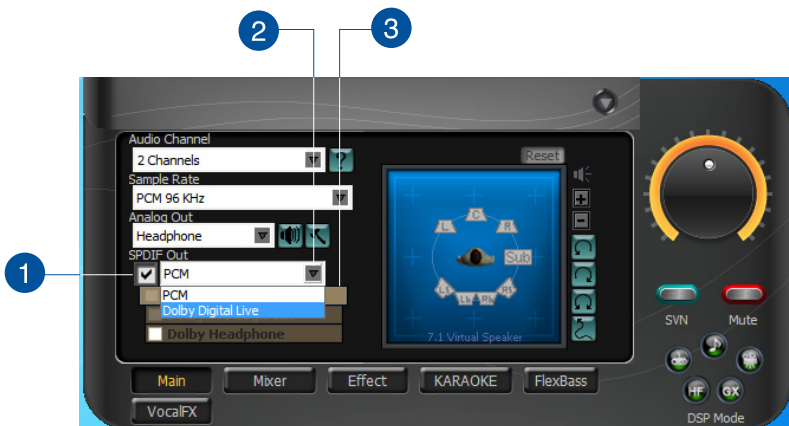 2
3
1
Audio Channel
2 Channels
?
Reset
Sample Rate
PCM 96 KHz
Analog Out
Headphone
SPDIF Out
PCM
PCM
Dolby Digital Live
Dolby Headphone
L
C
R
Sub
Ls
Lb
Rb
Rs
7.1 Virtual Speaker
SVN
Mute
HF
GX
DSP Mode
Main
Mixer
Effect
KARAOKE
FlexBass
VocalFX